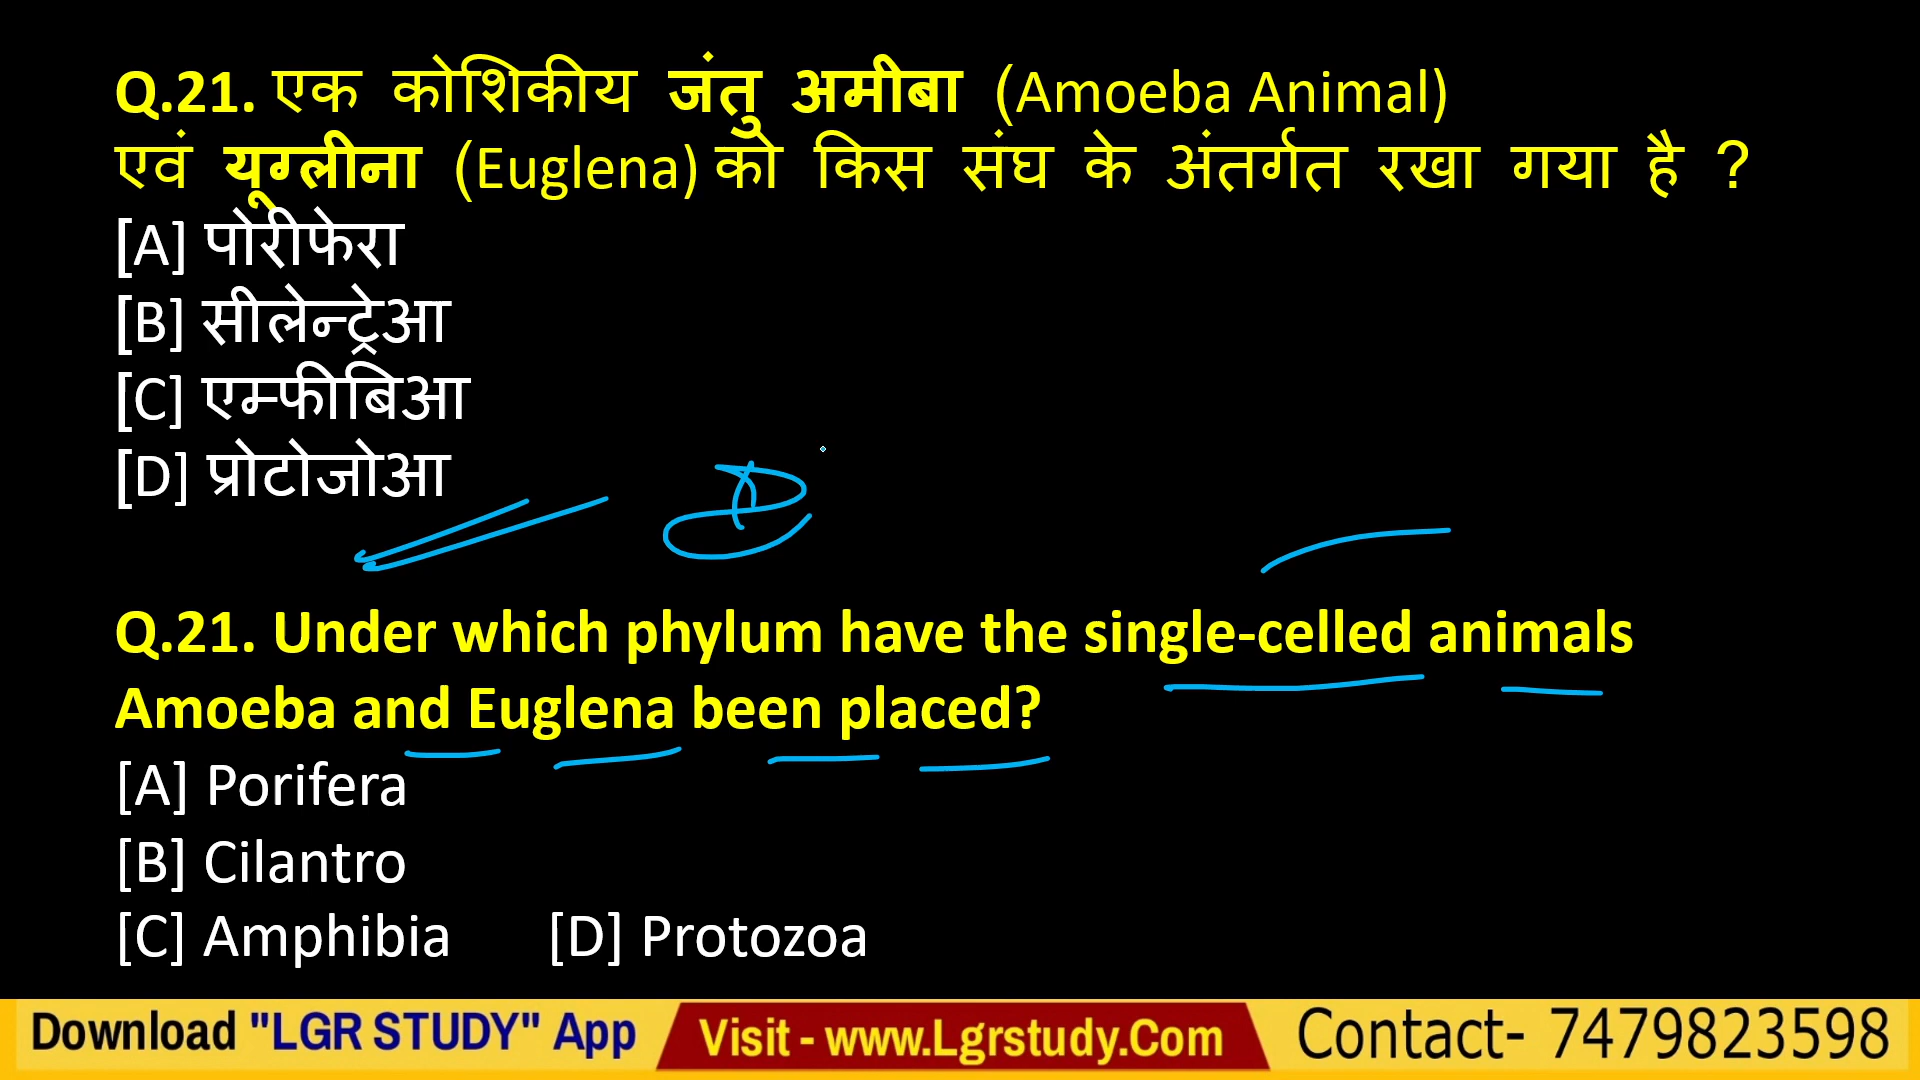 Q.21. एक कोशिकीय जंतु अमीबा (Amoeba Animal)
एवं यूग्लीना (Euglena) को किस संघ के अंतर्गत रखा गया है ?
[A] पोरीफेरा
[B] सीलेन्ट्रेआ
[C] एम्फीबिआ
[D] प्रोटोजोआ
D
Q.21. Under which phylum have the single-celled animals
Amoeba and Euglena been placed?
[A] Porifera
[B] Cilantro
[C] Amphibia [D] Protozoa
Download "LGR STUDY" App Visit - www.Lgrstudy.Com Contact- 7479823598